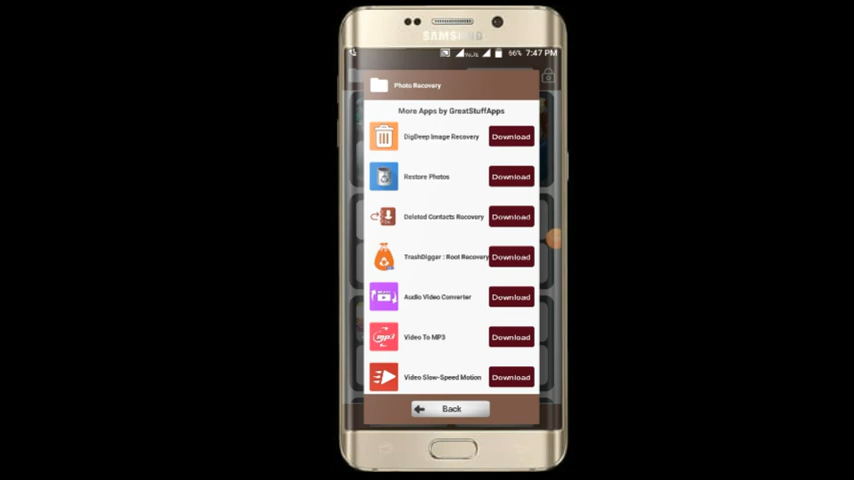 SAMSUNG
66% 7:47 PM
Photo Recovery
More Apps by GreatStuffApps
DigDeep Image Recovery Download
Restore Photos Download
Deleted Contacts Recovery Download
TrashDigger : Root Recovery Download
Audio Video Converter Download
Video To MP3 Download
Video Slow-Speed Motion Download
Back